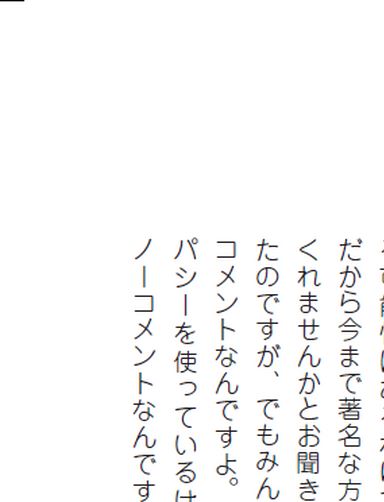 だから今まで著名な方
くれませんかとお聞き
たのですが、でもみん
コメントなんですよ。
パシーを使っているは
ノーコメントなんです